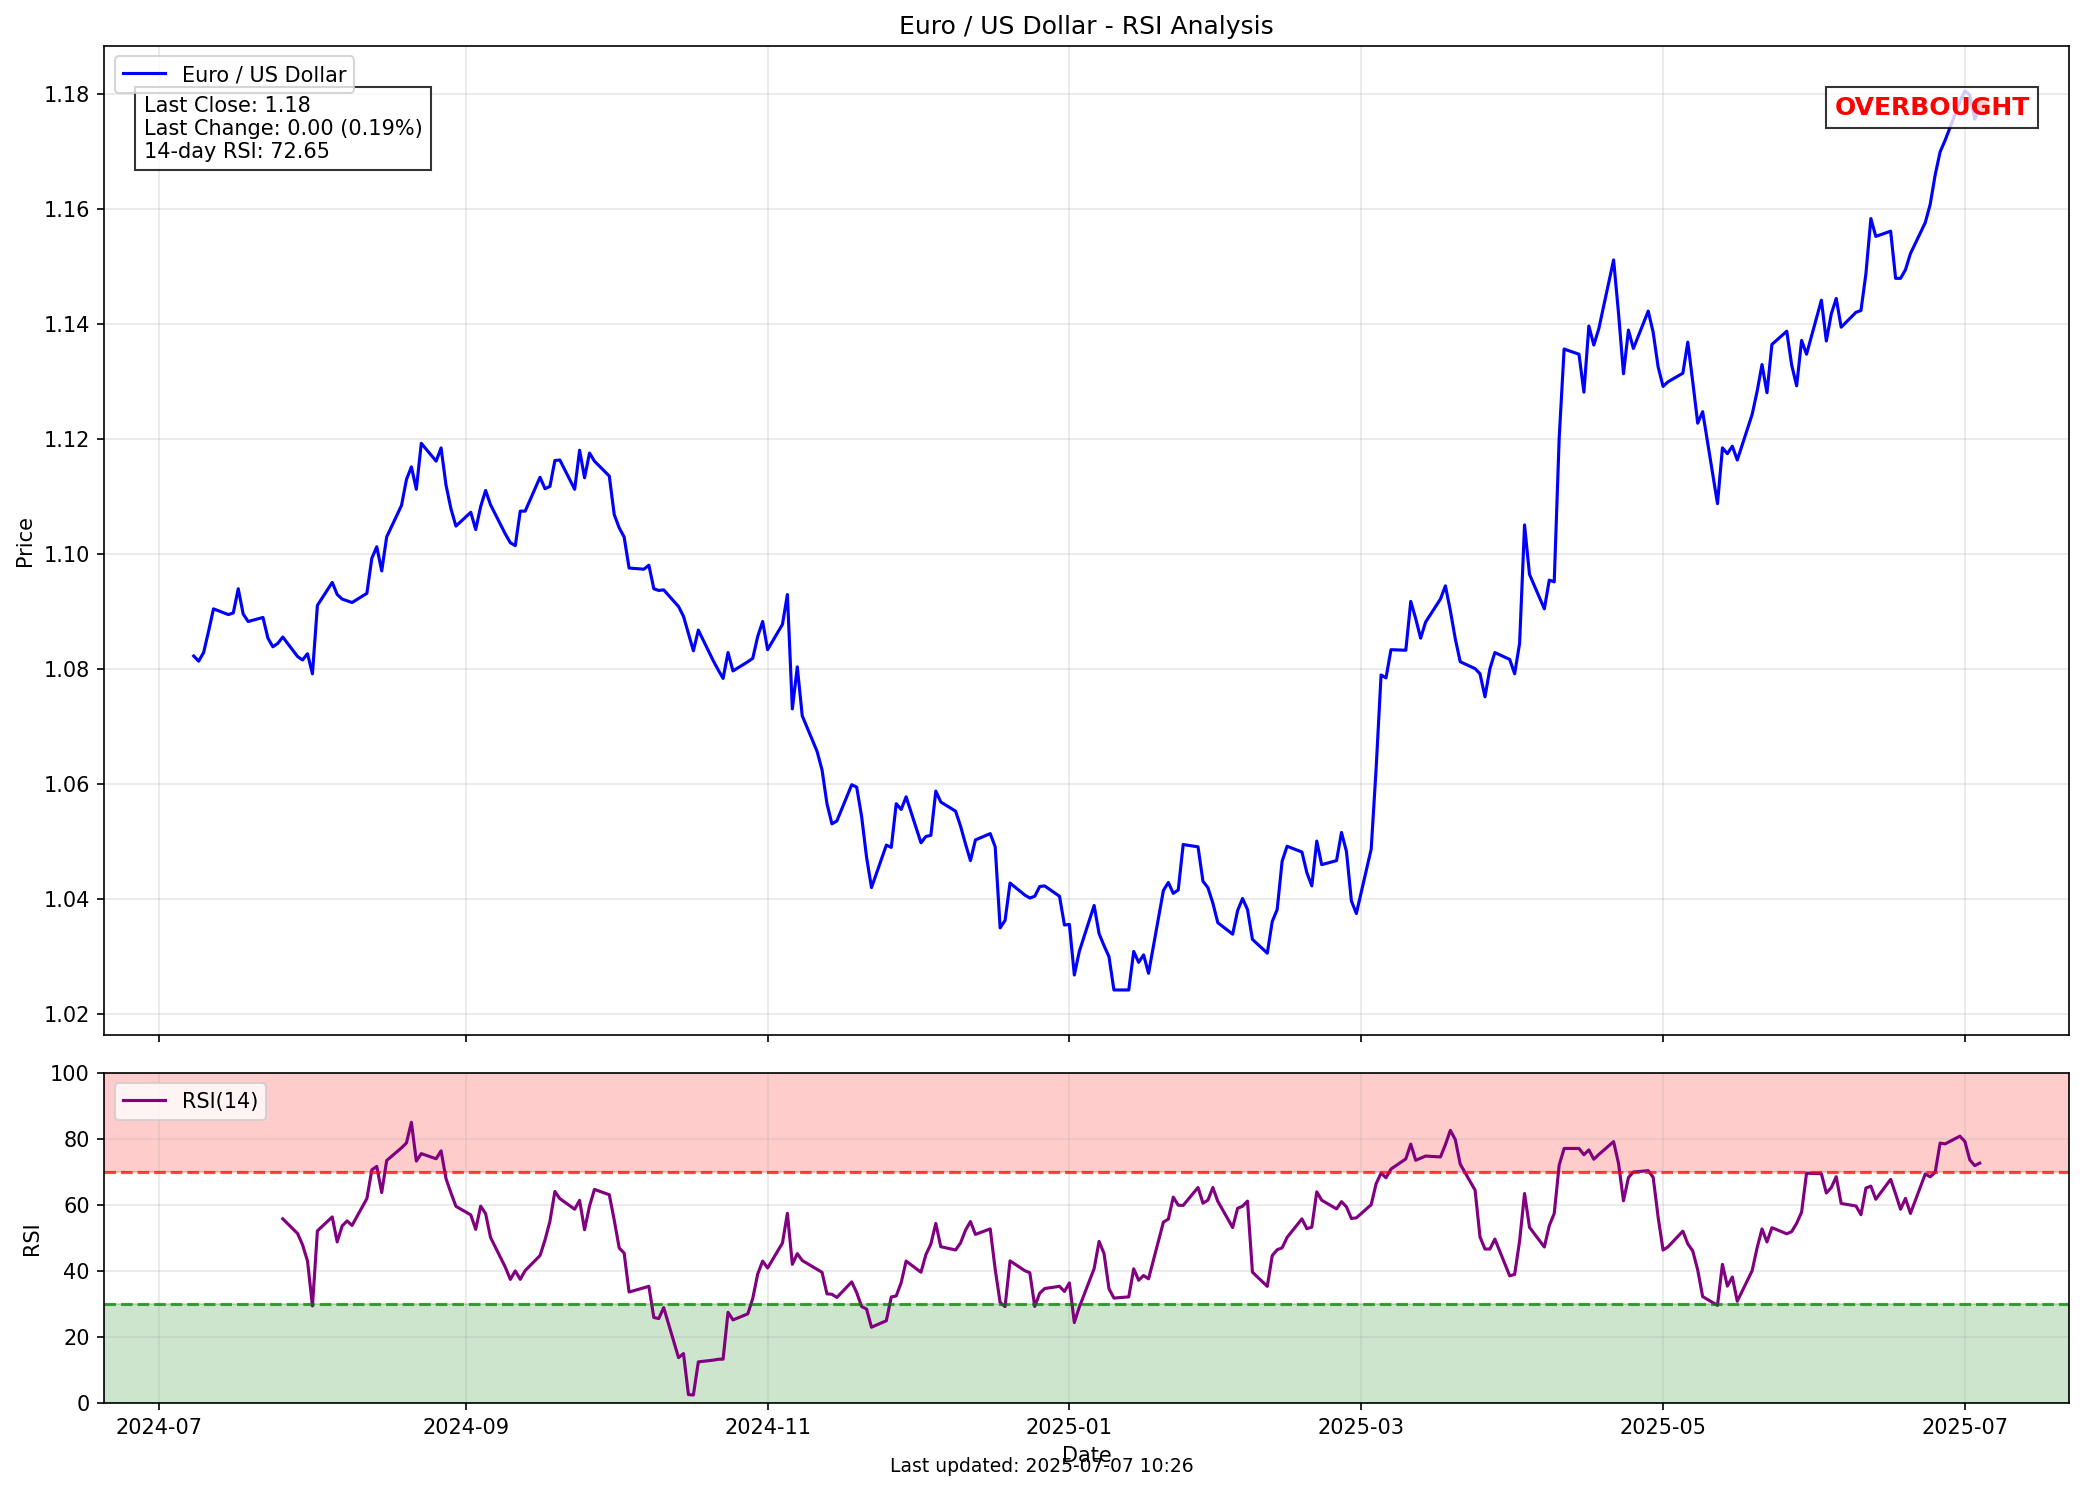 Euro / US Dollar - RSI Analysis
Euro / US Dollar
Last Close: 1.18
Last Change: 0.00 (0.19%)
14-day RSI: 72.65
OVERBOUGHT
Price
1.18
1.16
1.14
1.12
1.10
1.08
1.06
1.04
1.02
RSI(14)
RSI
100
80
60
40
20
0
2024-07
2024-09
2024-11
2025-01
2025-03
2025-05
2025-07
Date
Last updated: 2025-07-07 10:26